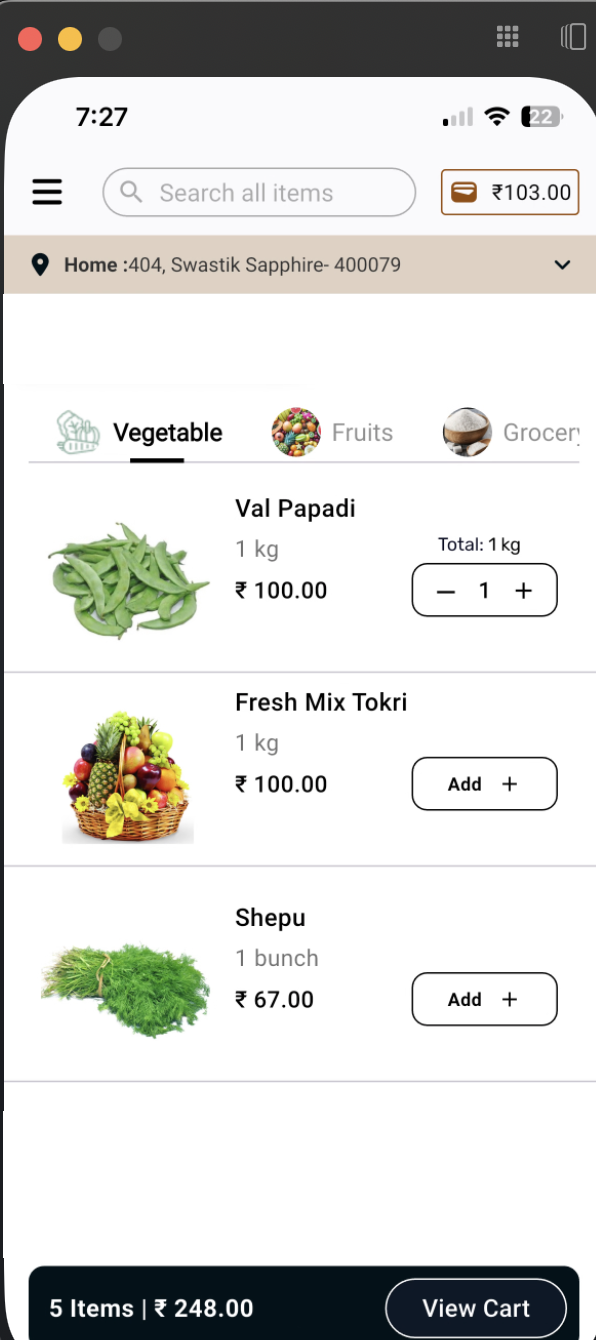 7:27
22
Search all items
₹103.00
Home :404, Swastik Sapphire- 400079
Vegetable
Fruits
Grocery
Val Papadi
1 kg
₹ 100.00
Total: 1 kg
— 1 +
Fresh Mix Tokri
1 kg
₹ 100.00
Add +
Shepu
1 bunch
₹ 67.00
Add +
5 Items | ₹ 248.00
View Cart